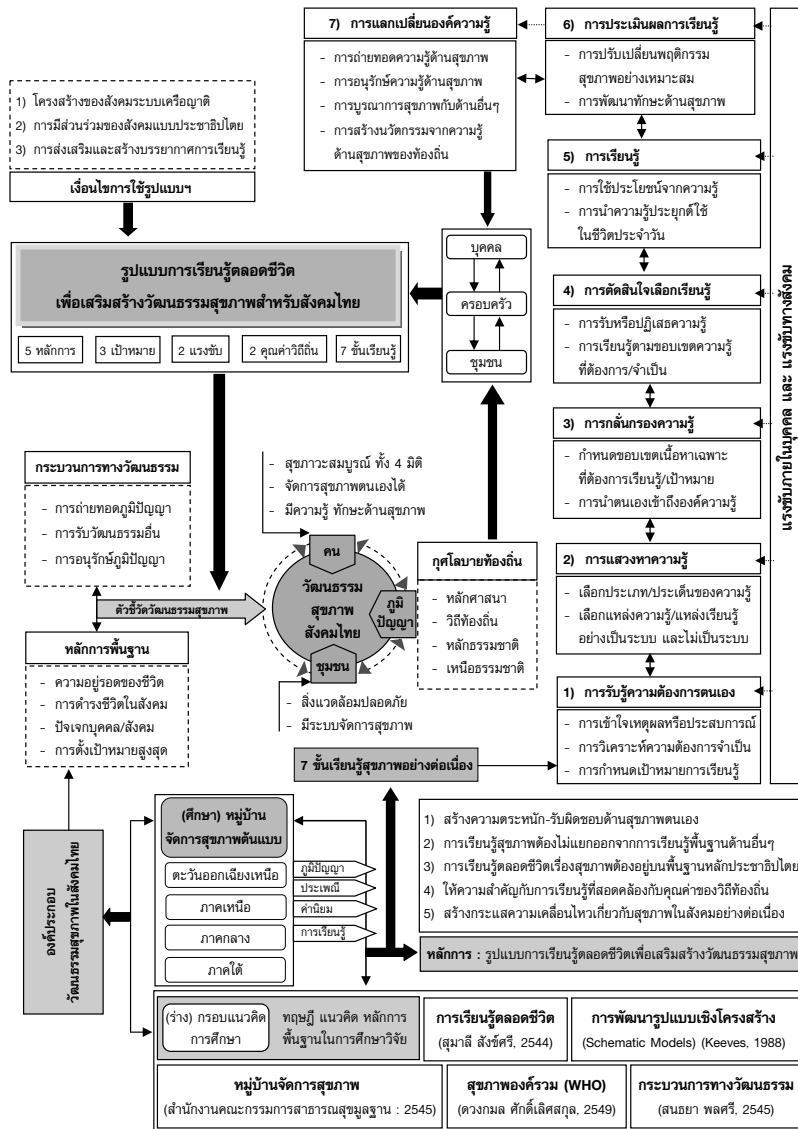 7) การแลกเปลี่ยนองค์ความรู้
- การถ่ายทอดความรู้ด้านสุขภาพ
- การอนุรักษ์ความรู้ด้านสุขภาพ
- การบูรณาการสุขภาพกับด้านอื่นๆ
- การสร้างนวัตกรรมจากความรู้
ด้านสุขภาพของท้องถิ่น
6) การประเมินผลการเรียนรู้
- การปรับเปลี่ยนพฤติกรรม
สุขภาพอย่างเหมาะสม
- การพัฒนาทักษะด้านสุขภาพ
1) โครงสร้างของสังคมระบบเครือญาติ
2) การมีส่วนร่วมของสังคมแบบประชาธิปไตย
3) การส่งเสริมและสร้างบรรยากาศการเรียนรู้
เงื่อนไขการใช้รูปแบบฯ
5) การเรียนรู้
- การใช้ประโยชน์จากความรู้
- การนำความรู้ประยุกต์ใช้
ในชีวิตประจำวัน
รูปแบบการเรียนรู้ตลอดชีวิต
เพื่อเสริมสร้างวัฒนธรรมสุขภาพสำหรับสังคมไทย
5 หลักการ
3 เป้าหมาย
2 แรงขับ
2 คุณค่าวิถีถิ่น
7 ขั้นเรียนรู้
บุคคล
ครอบครัว
ชุมชน
4) การตัดสินใจเลือกเรียนรู้
- การรับหรือปฏิเสธความรู้
- การเรียนรู้ตามขอบเขตความรู้
ที่ต้องการ/จำเป็น
แรงขับภายในบุคคล และ แรงขับทางสังคม
3) การกลั่นกรองความรู้
- กำหนดขอบเขตเนื้อหาเฉพาะ
ที่ต้องการเรียนรู้/เป้าหมาย
- การนำตนเองเข้าถึงองค์ความรู้
กระบวนการทางวัฒนธรรม
- การถ่ายทอดภูมิปัญญา
- การรับวัฒนธรรมอื่น
- การอนุรักษ์ภูมิปัญญา
- สุขภาวะสมบูรณ์ ทั้ง 4 มิติ
- จัดการสุขภาพตนเองได้
- มีความรู้ ทักษะด้านสุขภาพ
คน
วัฒนธรรม
สุขภาพ
สังคมไทย
ภูมิ
ปัญญา
ชุมชน
ตัวชี้วัดวัฒนธรรมสุขภาพ
กุศโลบายท้องถิ่น
- หลักศาสนา
- วิถีท้องถิ่น
- หลักธรรมชาติ
- เหนือธรรมชาติ
2) การแสวงหาความรู้
- เลือกประเภท/ประเด็นของความรู้
- เลือกแหล่งความรู้/แหล่งเรียนรู้
อย่างเป็นระบบ และไม่เป็นระบบ
หลักการพื้นฐาน
- ความอยู่รอดของชีวิต
- การดำรงชีวิตในสังคม
- ปัจเจกบุคคล/สังคม
- การตั้งเป้าหมายสูงสุด
- สิ่งแวดล้อมปลอดภัย
- มีระบบจัดการสุขภาพ
1) การรับรู้ความต้องการตนเอง
- การเข้าใจเหตุผลหรือประสบการณ์
- การวิเคราะห์ความต้องการจำเป็น
- การกำหนดเป้าหมายการเรียนรู้
7 ขั้นเรียนรู้สุขภาพอย่างต่อเนื่อง
องค์ประกอบ
วัฒนธรรมสุขภาพในสังคมไทย
(ศึกษา) หมู่บ้าน
จัดการสุขภาพต้นแบบ
ตะวันออกเฉียงเหนือ
ภาคเหนือ
ภาคกลาง
ภาคใต้
ภูมิปัญญา
ประเพณี
ค่านิยม
การเรียนรู้
1) สร้างความตระหนัก-รับผิดชอบด้านสุขภาพตนเอง
2) การเรียนรู้สุขภาพต้องไม่แยกออกจากการเรียนรู้พื้นฐานด้านอื่นๆ
3) การเรียนรู้ตลอดชีวิตเรื่องสุขภาพต้องอยู่บนพื้นฐานหลักประชาธิปไตย
4) ให้ความสำคัญกับการเรียนรู้ที่สอดคล้องกับคุณค่าของวิถีท้องถิ่น
5) สร้างกระแสความเคลื่อนไหวเกี่ยวกับสุขภาพในสังคมอย่างต่อเนื่อง
หลักการ : รูปแบบการเรียนรู้ตลอดชีวิตเพื่อเสริมสร้างวัฒนธรรมสุขภาพ
(ร่าง) กรอบแนวคิด
การศึกษา
ทฤษฎี แนวคิด หลักการ
พื้นฐานในการศึกษาวิจัย
การเรียนรู้ตลอดชีวิต
(สุมาลี สังข์ศรี, 2544)
การพัฒนารูปแบบเชิงโครงสร้าง
(Schematic Models) (Keeves, 1988)
หมู่บ้านจัดการสุขภาพ
(สำนักงานคณะกรรมการสาธารณสุขมูลฐาน : 2545)
สุขภาพองค์รวม (WHO)
(ดวงกมล ศักดิ์เลิศสกุล, 2549)
กระบวนการทางวัฒนธรรม
(สนธยา พลศรี, 2545)